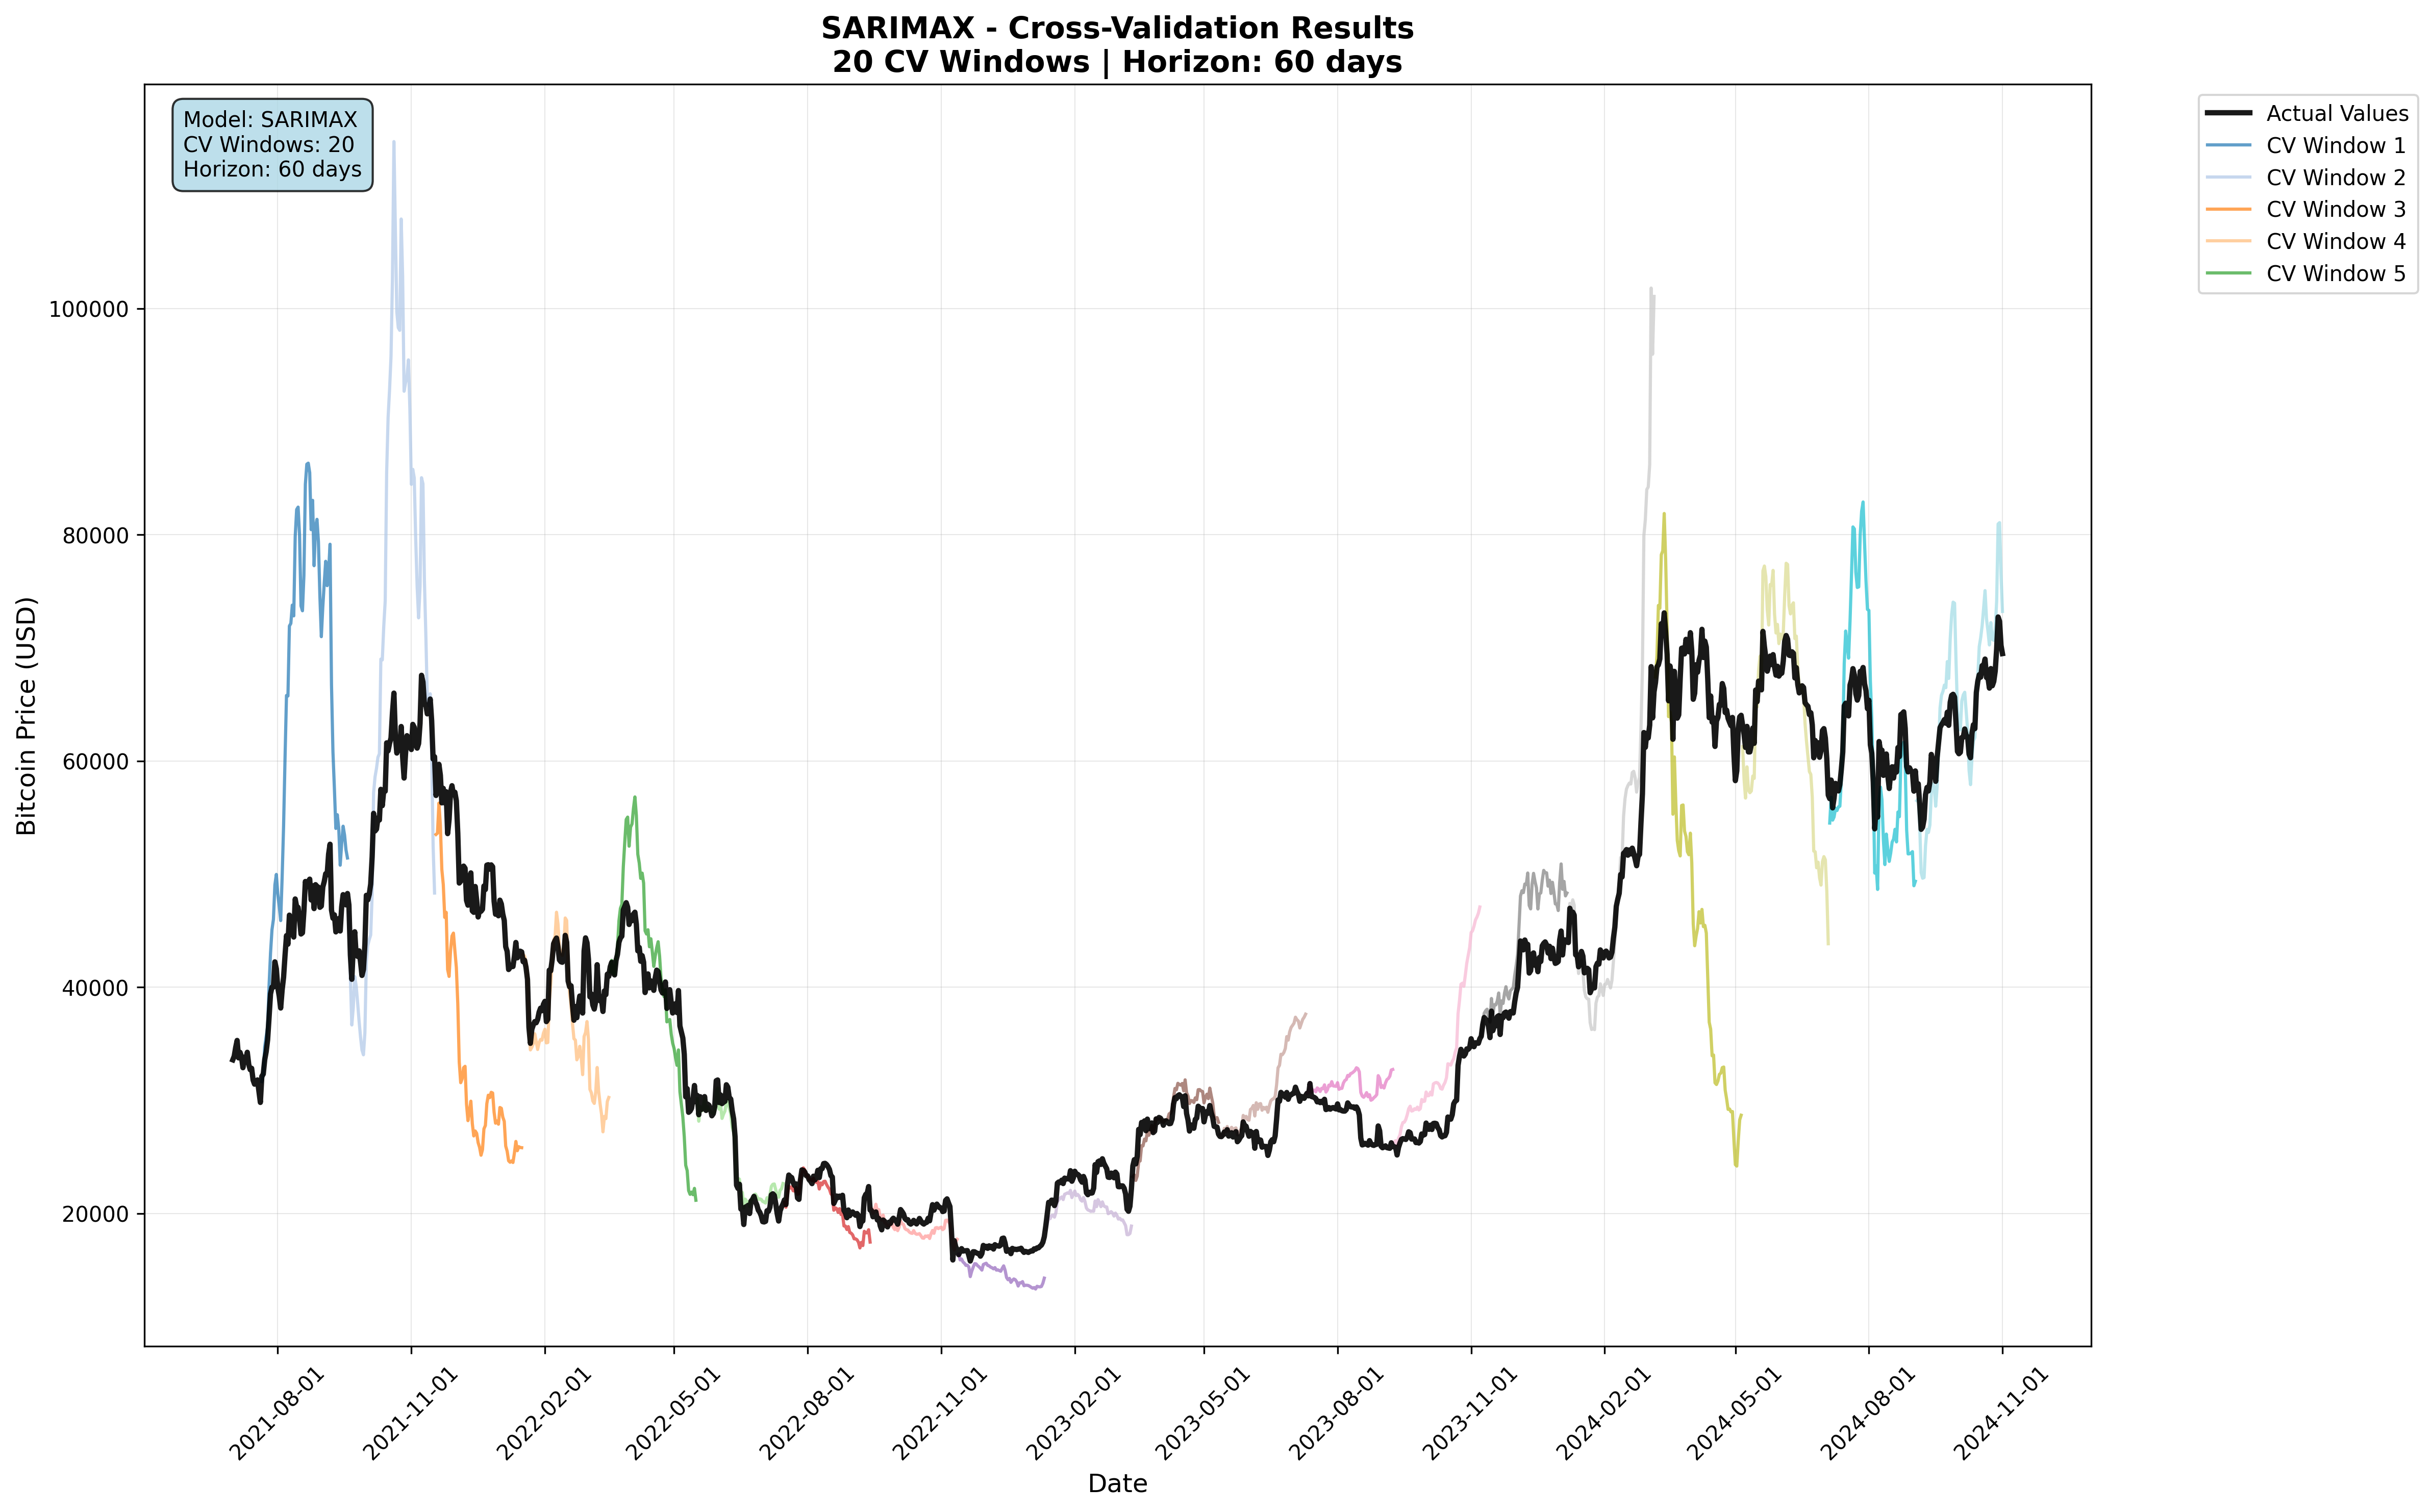 SARIMAX - Cross-Validation Results
20 CV Windows | Horizon: 60 days
Model: SARIMAX
CV Windows: 20
Horizon: 60 days
Actual Values
CV Window 1
CV Window 2
CV Window 3
CV Window 4
CV Window 5
Bitcoin Price (USD)
100000
80000
60000
40000
20000
2021-08-01
2021-11-01
2022-02-01
2022-05-01
2022-08-01
2022-11-01
2023-02-01
2023-05-01
2023-08-01
2023-11-01
2024-02-01
2024-05-01
2024-08-01
2024-11-01
Date